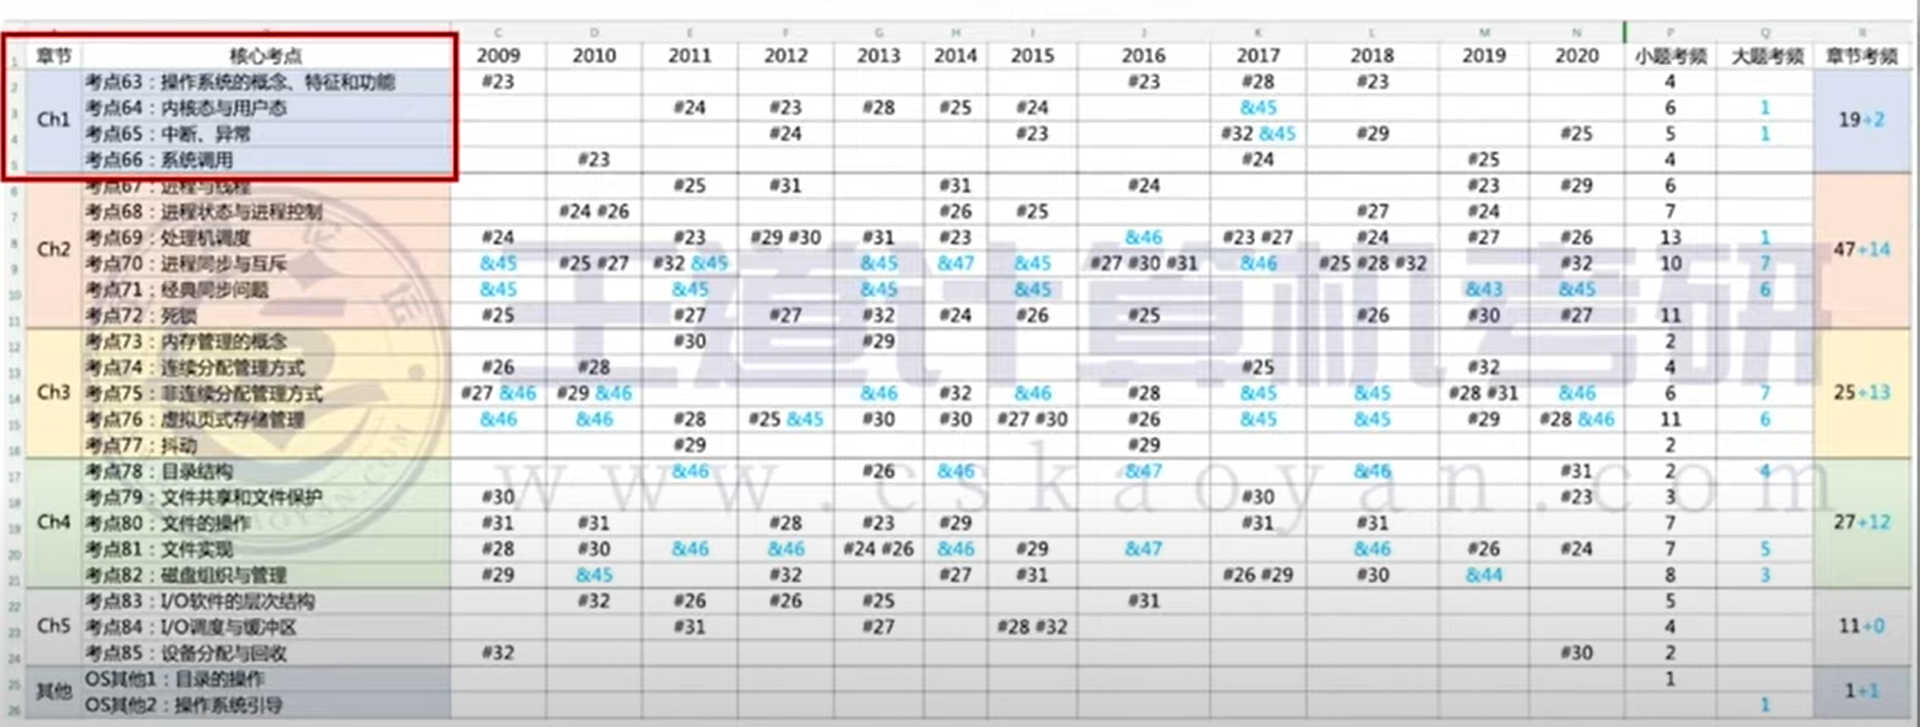 C D E F G H I J K L M N P Q R
1 章节 核心考点 2009 2010 2011 2012 2013 2014 2015 2016 2017 2018 2019 2020 小题考频 大题考频 章节考频
2 考点63：操作系统的概念、特征和功能 #23 #23 #28 #23 4
3 Ch1 考点64：内核态与用户态 #24 #23 #28 #25 #24 &45 6 1 19+2
4 考点65：中断、异常 #24 #23 #32 &45 #29 #25 5 1
5 考点66：系统调用 #23 #24 #25 4
6 考点67：进程与线程 #25 #31 #31 #24 #23 #29 6
7 考点68：进程状态与进程控制 #24 #26 #26 #25 #27 #24 7
8 Ch2 考点69：处理机调度 #24 #23 #29 #30 #31 #23 &46 #23 #27 #24 #27 #26 13 1 47+14
9 考点70：进程同步与互斥 &45 #25 #27 #32 &45 &45 &47 &45 #27 #30 #31 &46 #25 #28 #32 #32 10 7
10 考点71：经典同步问题 &45 &45 &45 &45 &43 &45 6
11 考点72：死锁 #25 #27 #27 #32 #24 #26 #25 #26 #30 #27 11
12 考点73：内存管理的概念 #30 #29 2
13 考点74：连续分配管理方式 #26 #28 #25 #32 4
14 Ch3 考点75：非连续分配管理方式 #27 &46 #29 &46 &46 #32 &46 #28 &45 &45 #28 #31 &46 6 7 25+13
15 考点76：虚拟页式存储管理 &46 &46 #28 #25 &45 #30 #30 #27 #30 #26 &45 &45 #29 #28 &46 11 6
16 考点77：抖动 #29 #29 2
17 考点78：目录结构 &46 #26 &46 &47 &46 #31 2 4
18 考点79：文件共享和文件保护 #30 #30 #23 3
19 Ch4 考点80：文件的操作 #31 #31 #28 #23 #29 #31 #31 7 27+12
20 考点81：文件实现 #28 #30 &46 &46 #24 #26 &46 #29 &47 &46 #26 #24 7 5
21 考点82：磁盘组织与管理 #29 &45 #32 #27 #31 #26 #29 #30 &44 8 3
22 考点83：I/O软件的层次结构 #32 #26 #26 #25 #31 5
23 Ch5 考点84：I/O调度与缓冲区 #31 #27 #28 #32 4 11+0
24 考点85：设备分配与回收 #32 #30 2
25 其他 OS其他1：目录的操作 1 1+1
26 OS其他2：操作系统引导 1
王道计算机考研
www.cskaoyan.com